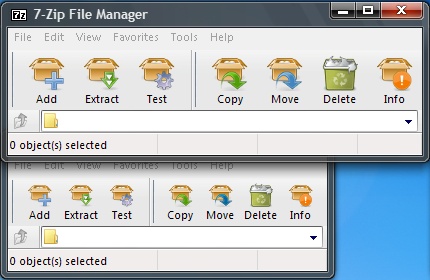 7-Zip File Manager
File Edit View Favorites Tools Help
Add Extract Test Copy Move Delete Info
0 object(s) selected
File Edit View Favorites Tools Help
Add Extract Test Copy Move Delete Info
0 object(s) selected